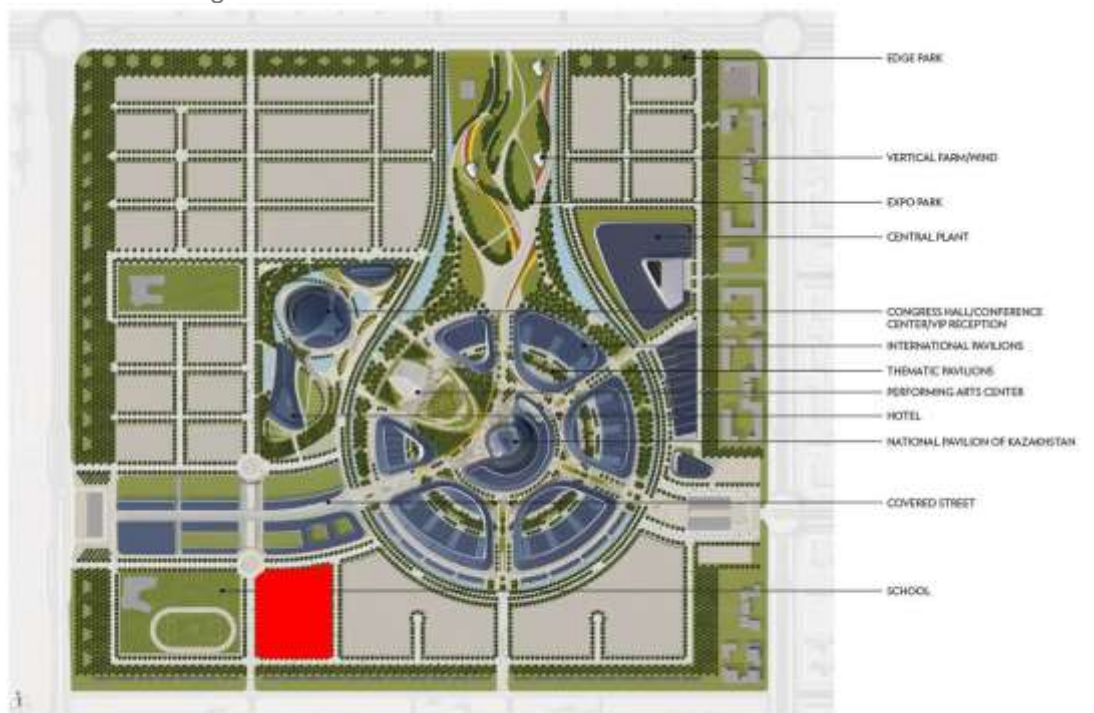 EDGE PARK
VERTICAL FARM/WIND
EXPO PARK
CENTRAL PLANT
CONGRESS HALL/CONFERENCE
CENTER/VIP RECEPTION
INTERNATIONAL PAVILIONS
THEMATIC PAVILIONS
PERFORMING ARTS CENTER
HOTEL
NATIONAL PAVILION OF KAZAKHSTAN
COVERED STREET
SCHOOL